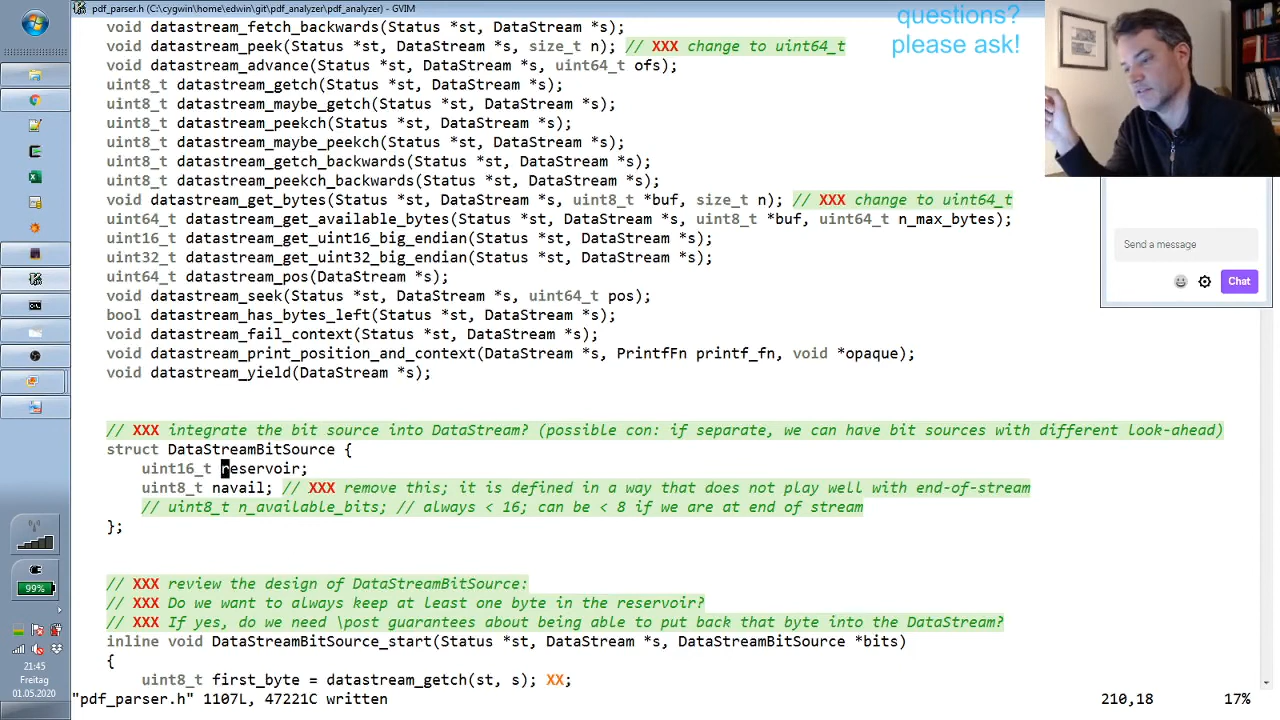 pdf_parser.h (C:\cygwin\home\edwin\git\pdf_analyzer\pdf_analyzer) - GVIM
void datastream_fetch_backwards(Status *st, DataStream *s);
void datastream_peek(Status *st, DataStream *s, size_t n); // XXX change to uint64_t
void datastream_advance(Status *st, DataStream *s, uint64_t ofs);
uint8_t datastream_getch(Status *st, DataStream *s);
uint8_t datastream_maybe_getch(Status *st, DataStream *s);
uint8_t datastream_peekch(Status *st, DataStream *s);
uint8_t datastream_maybe_peekch(Status *st, DataStream *s);
uint8_t datastream_getch_backwards(Status *st, DataStream *s);
uint8_t datastream_peekch_backwards(Status *st, DataStream *s);
void datastream_get_bytes(Status *st, DataStream *s, uint8_t *buf, size_t n); // XXX change to uint64_t
uint64_t datastream_get_available_bytes(Status *st, DataStream *s, uint8_t *buf, uint64_t n_max_bytes);
uint16_t datastream_get_uint16_big_endian(Status *st, DataStream *s);
uint32_t datastream_get_uint32_big_endian(Status *st, DataStream *s);
uint64_t datastream_pos(DataStream *s);
void datastream_seek(Status *st, DataStream *s, uint64_t pos);
bool datastream_has_bytes_left(Status *st, DataStream *s);
void datastream_fail_context(Status *st, DataStream *s);
void datastream_print_position_and_context(DataStream *s, PrintfFn printf_fn, void *opaque);
void datastream_yield(DataStream *s);
// XXX integrate the bit source into DataStream? (possible con: if separate, we can have bit sources with different look-ahead)
struct DataStreamBitSource {
uint16_t reservoir;
uint8_t navail; // XXX remove this; it is defined in a way that does not play well with end-of-stream
// uint8_t n_available_bits; // always < 16; can be < 8 if we are at end of stream
};
// XXX review the design of DataStreamBitSource:
// XXX Do we want to always keep at least one byte in the reservoir?
// XXX If yes, do we need \post guarantees about being able to put back that byte into the DataStream?
inline void DataStreamBitSource_start(Status *st, DataStream *s, DataStreamBitSource *bits)
{
uint8_t first_byte = datastream_getch(st, s); XX;
"pdf_parser.h" 1107L, 47221C written
210,18
17%
questions?
please ask!
Send a message
Chat
99%
21:45
Freitag
01.05.2020